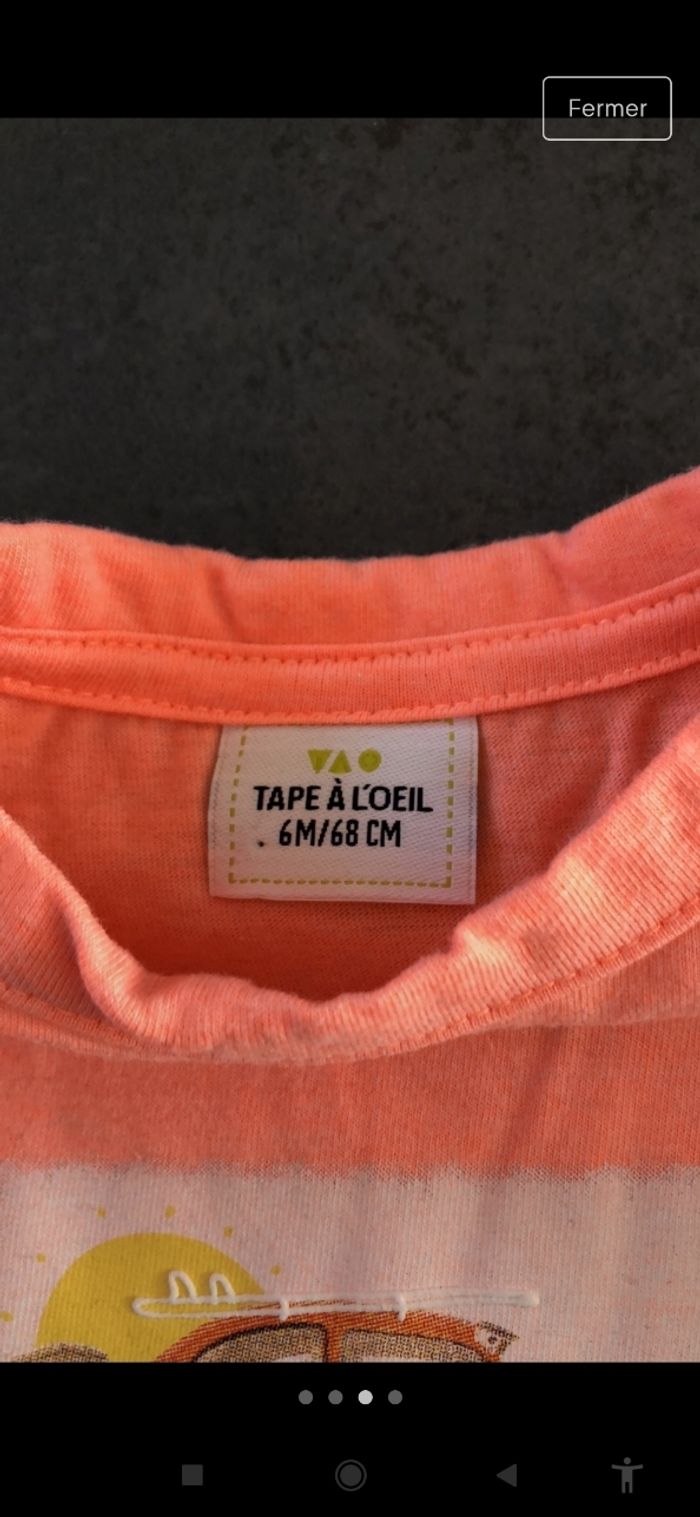 Fermer
TAPE À L'OEIL
6M/68 CM